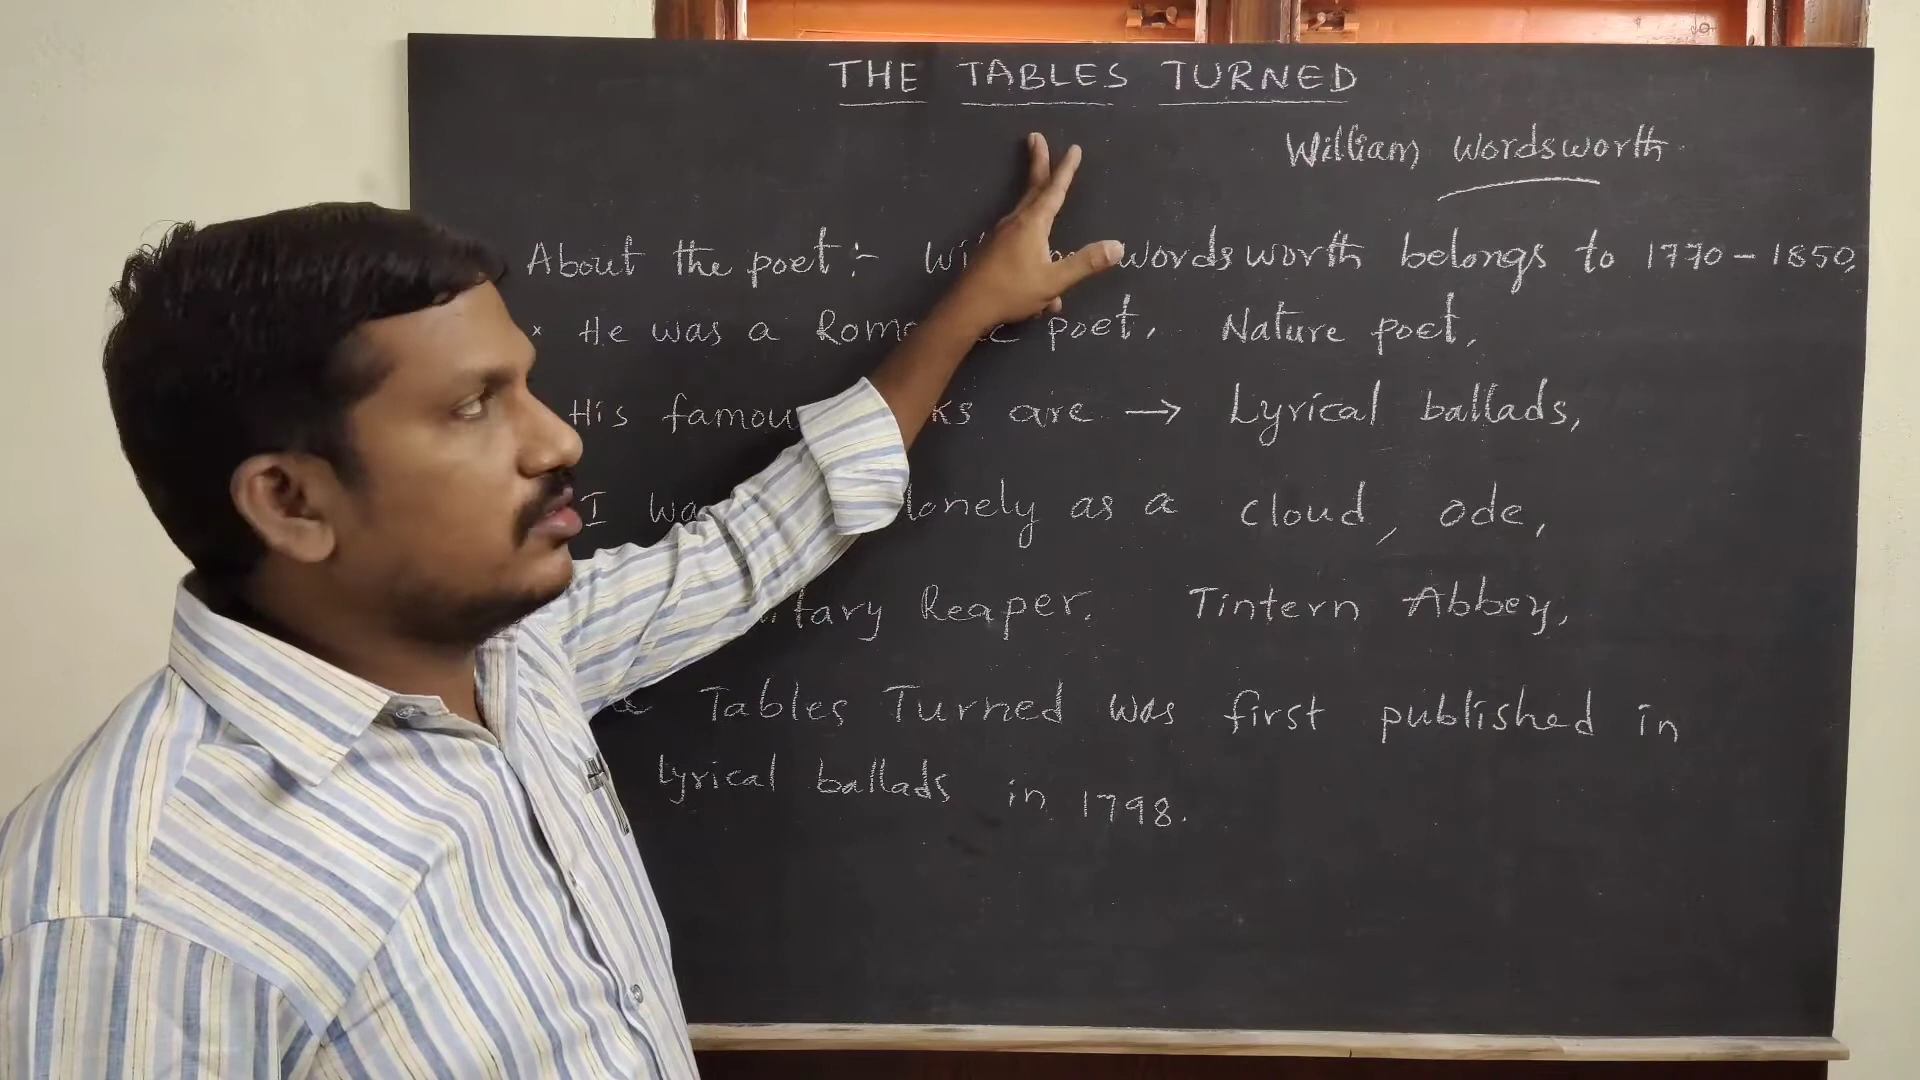 THE TABLES TURNED
William Wordsworth
About the poet :- Wordsworth belongs to 1770 - 1850,
× He was a poet. Nature poet,
His are → Lyrical ballads,
I lonely as a cloud, ode,
Reaper. Tintern Abbey,
Tables Turned was first published in
Lyrical ballads in 1798.